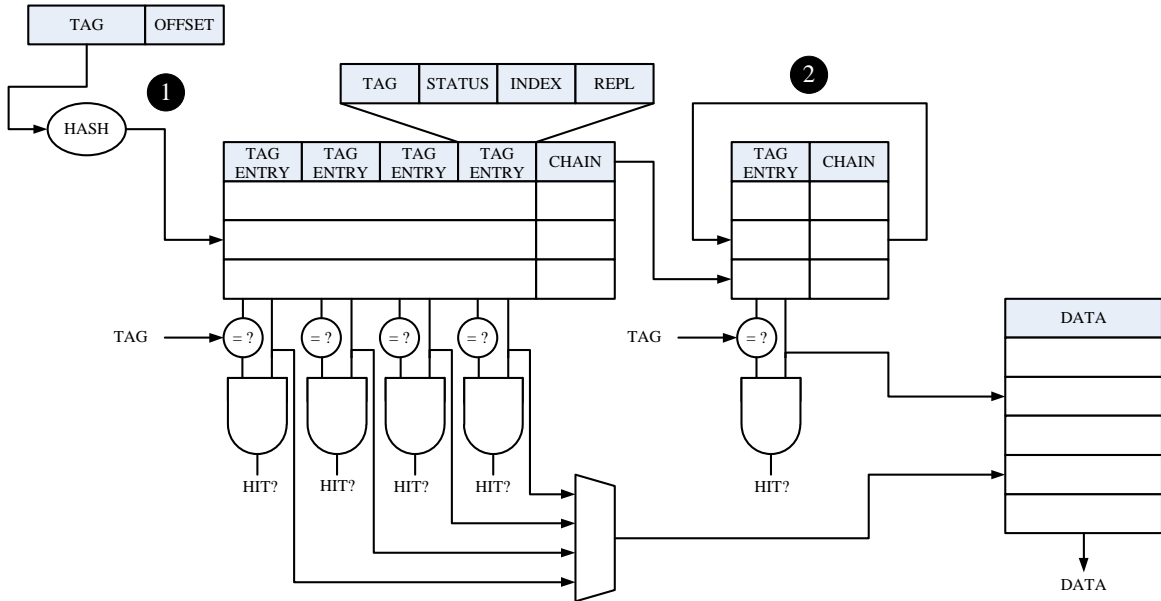 TAG OFFSET
1
HASH
TAG STATUS INDEX REPL
2
TAG ENTRY TAG ENTRY TAG ENTRY TAG ENTRY CHAIN
TAG ENTRY CHAIN
TAG = ? = ? = ? = ?
TAG = ?
DATA
HIT? HIT? HIT? HIT?
HIT?
DATA